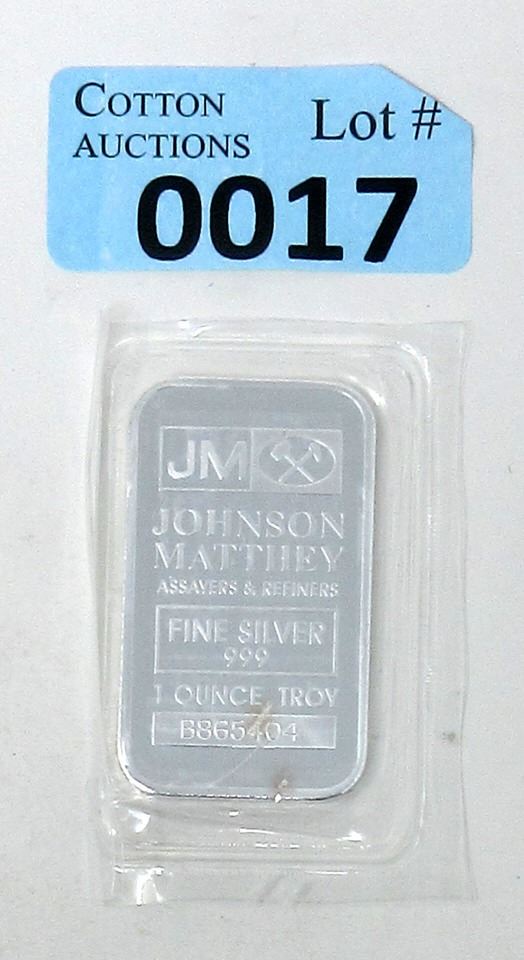 COTTON
AUCTIONS
Lot #
0017
JM
JOHNSON
MATTHEY
ASSAYERS & REFINERS
FINE SILVER
999
1 OUNCE TROY
B865404